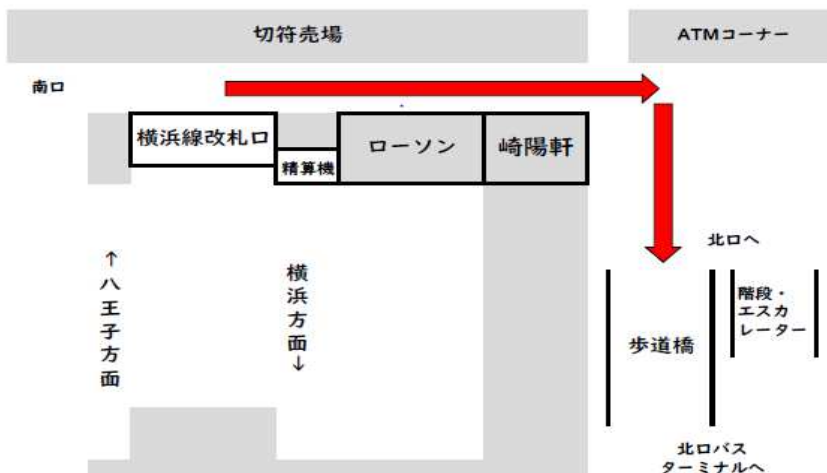 切符売場
ATMコーナー
南口
横浜線改札口
精算機
ローソン
崎陽軒
↑八王子方面
横浜方面↓
北口へ
階段・
エスカ
レーター
歩道橋
北口バス
ターミナルへ